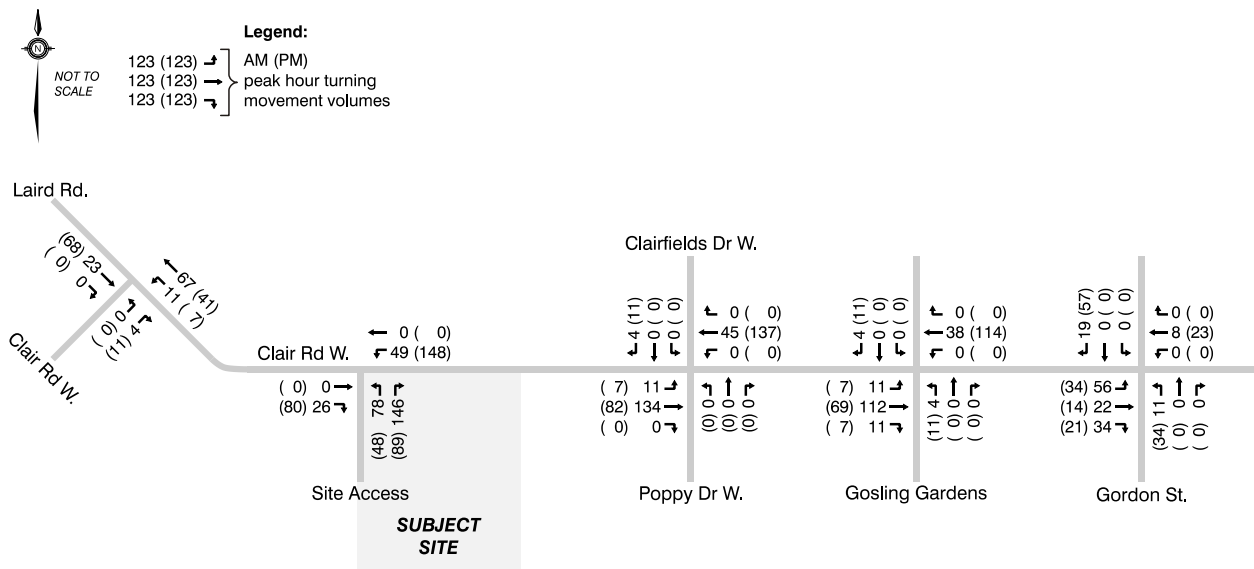 Legend:
N
NOT TO
SCALE
123 (123)
123 (123)
123 (123)
AM (PM)
peak hour turning
movement volumes
Laird Rd.
(68) 23
( 0) 0
67 (41)
11 ( 7)
( 0) 0
(11) 4
Clair Rd W.
Clair Rd W.
0 ( 0)
49 (148)
( 0) 0
(80) 26
(48) 78
(89) 146
Site Access
SUBJECT
SITE
Clairfields Dr W.
4 (11)
0 ( 0)
0 ( 0)
0 ( 0)
45 (137)
0 ( 0)
( 7) 11
(82) 134
( 0) 0
(0) 0
(0) 0
(0) 0
Poppy Dr W.
4 (11)
0 ( 0)
0 ( 0)
0 ( 0)
38 (114)
0 ( 0)
( 7) 11
(69) 112
( 7) 11
(11) 4
( 0) 0
( 0) 0
Gosling Gardens
19 (57)
0 ( 0)
0 ( 0)
0 ( 0)
8 (23)
0 ( 0)
(34) 56
(14) 22
(21) 34
(34) 11
( 0) 0
( 0) 0
Gordon St.